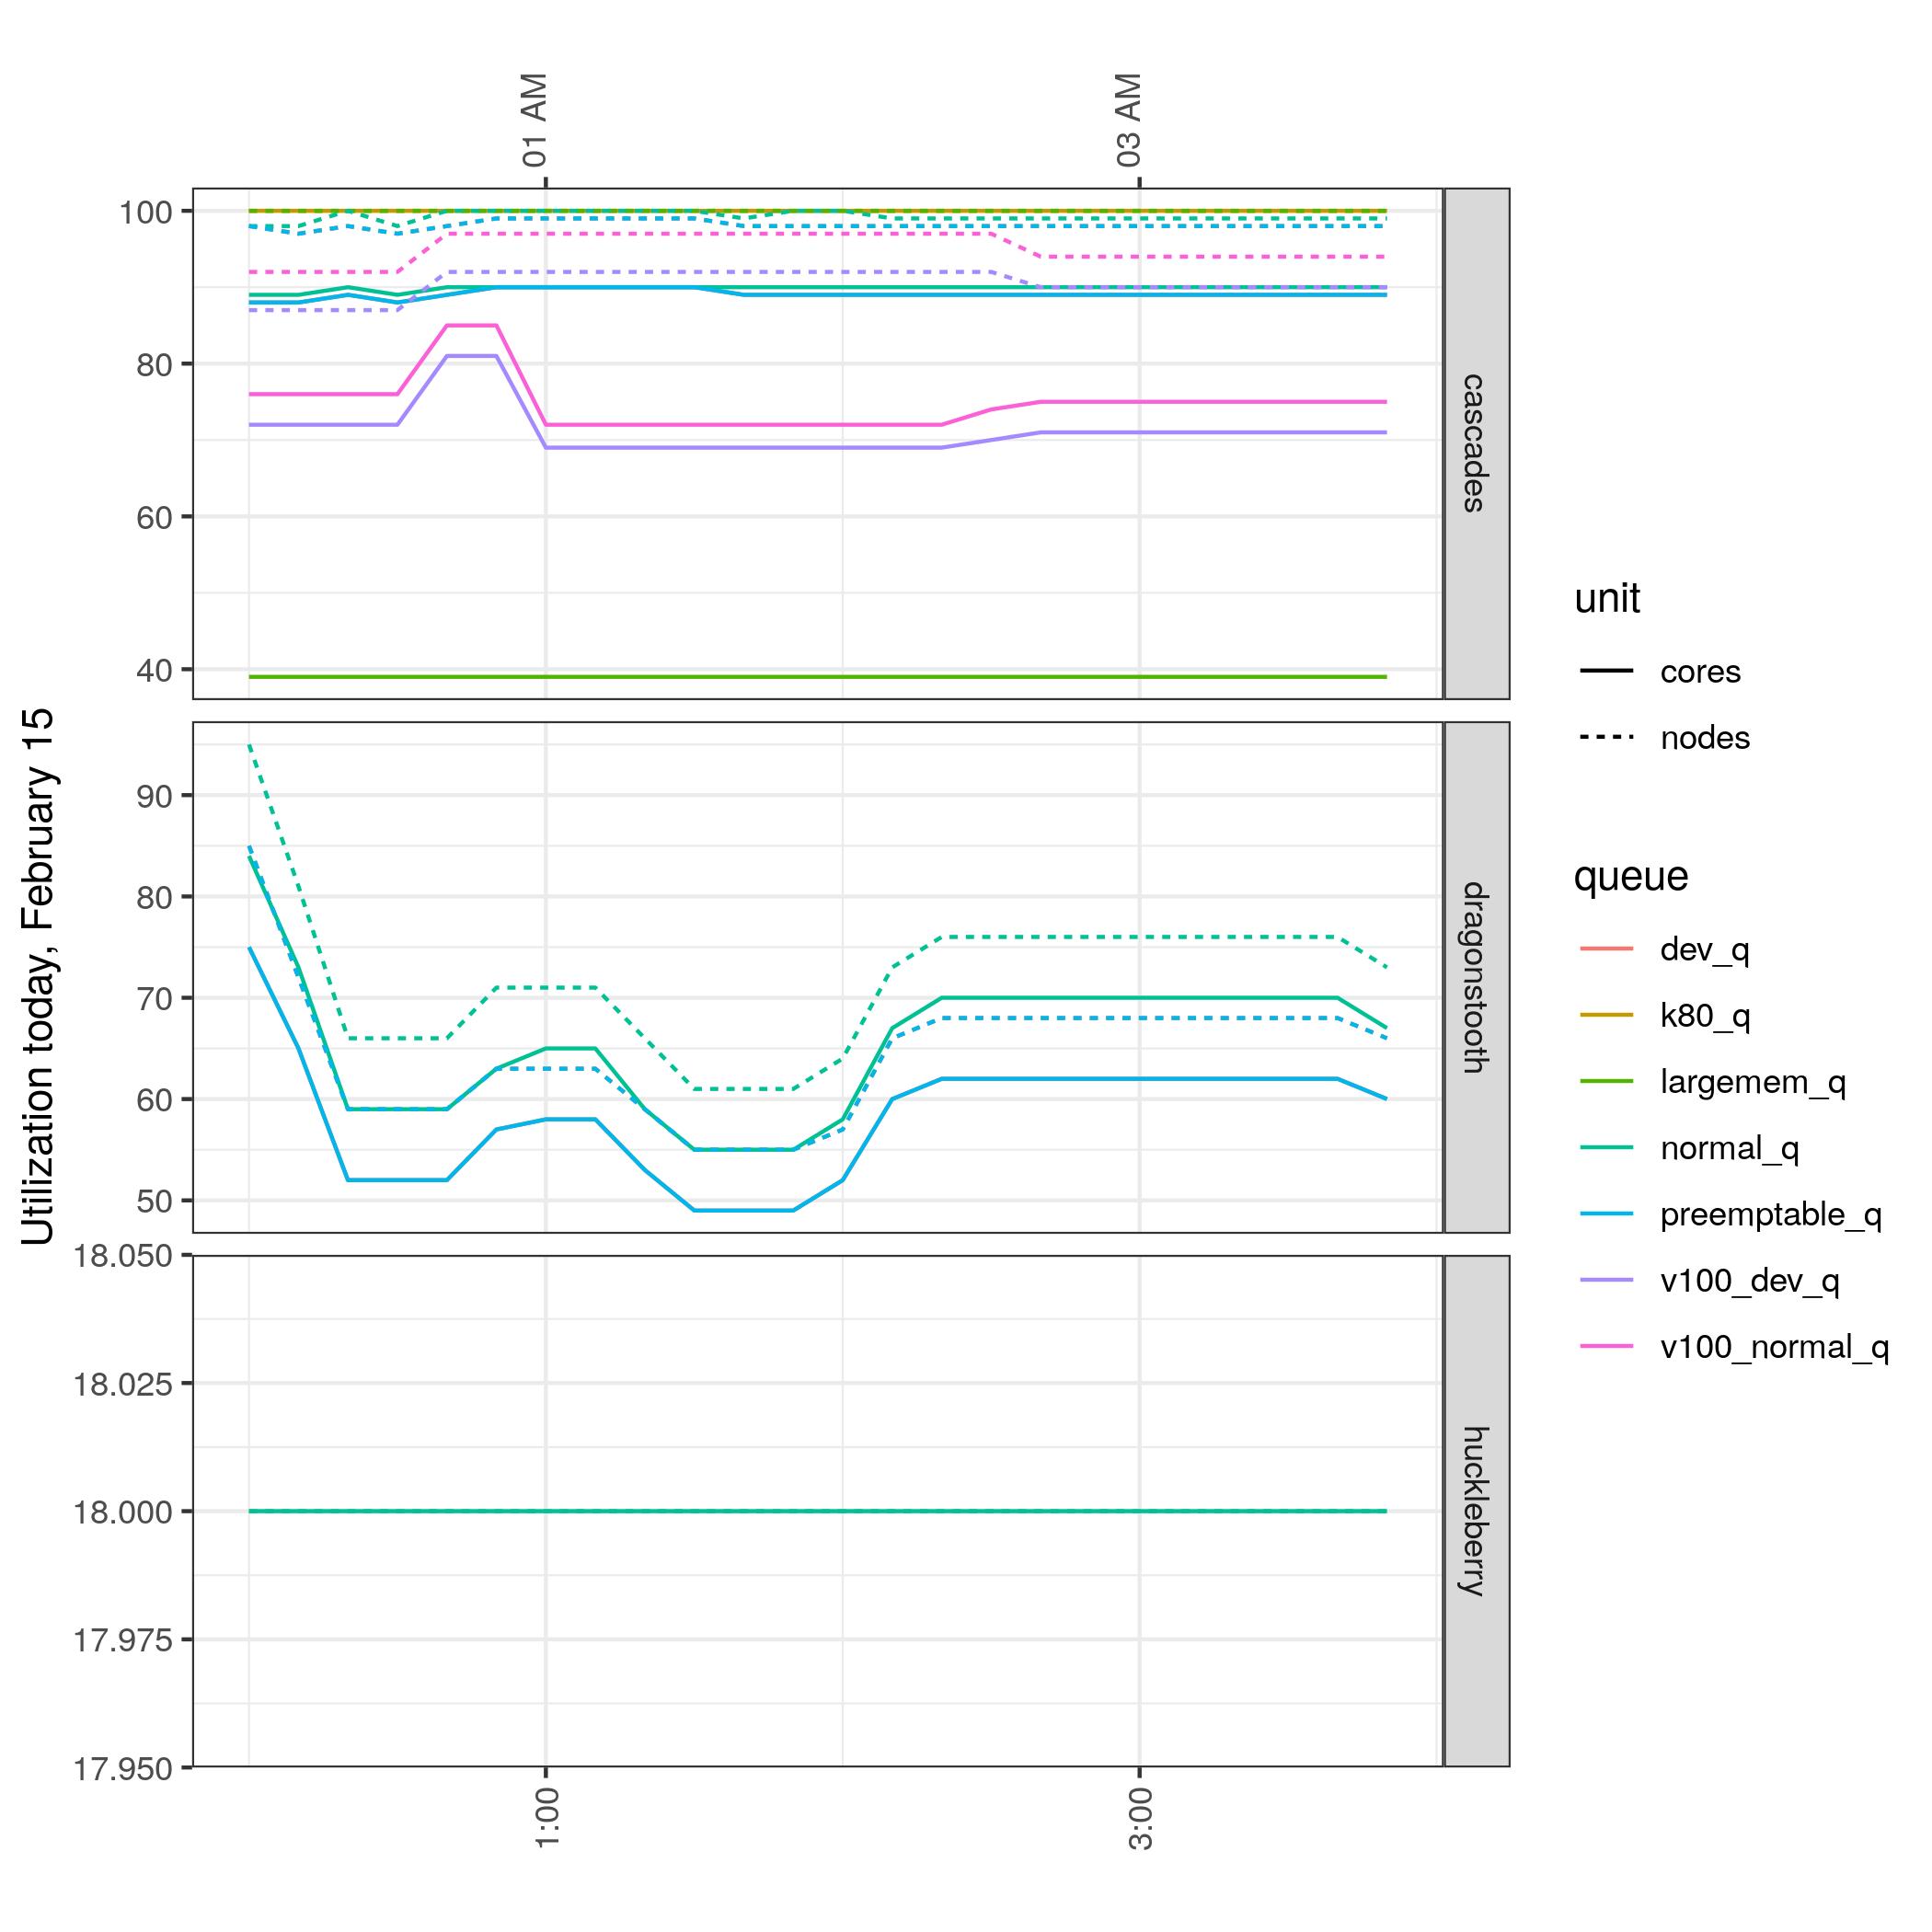 01 AM
03 AM
Utilization today, February 15
100
80
60
40
cascades
90
80
70
60
50
dragonstooth
18.050
18.025
18.000
17.975
17.950
huckleberry
1:00
3:00
unit
cores
nodes
queue
dev_q
k80_q
largemem_q
normal_q
preemptable_q
v100_dev_q
v100_normal_q